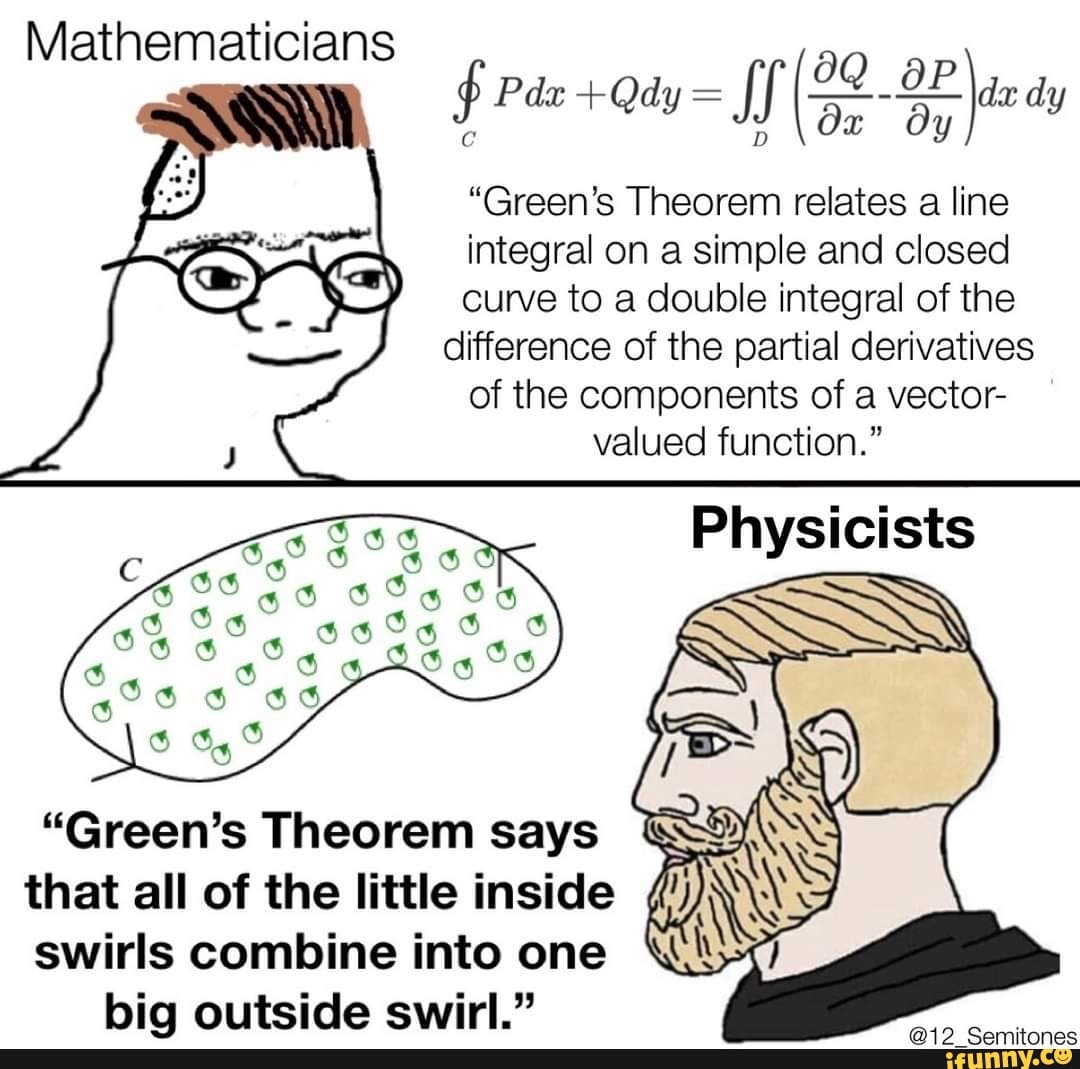 Mathematicians
∮ P dx + Q dy = ∬ ( ∂Q/∂x - ∂P/∂y ) dx dy
C D
“Green’s Theorem relates a line
integral on a simple and closed
curve to a double integral of the
difference of the partial derivatives
of the components of a vector-
valued function.”
Physicists
C
“Green’s Theorem says
that all of the little inside
swirls combine into one
big outside swirl.”
@12_Semitones
ifunny.co